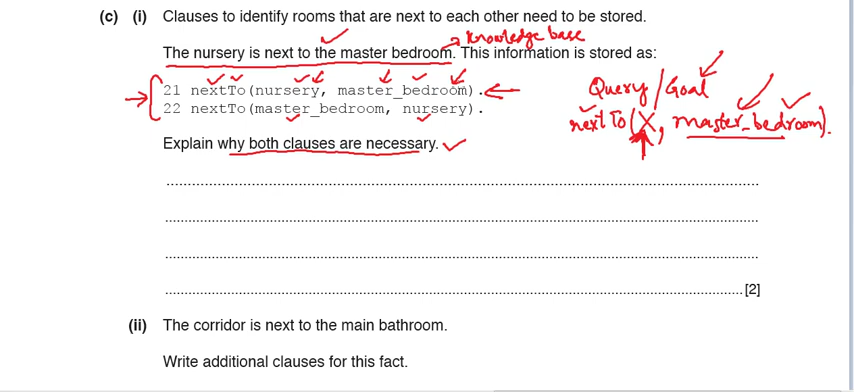 (c) (i) Clauses to identify rooms that are next to each other need to be stored.
→ Knowledge base
The nursery is next to the master bedroom. This information is stored as:
21 nextTo(nursery, master_bedroom).
22 nextTo(master_bedroom, nursery).
Query/Goal
next To (X, master_bedroom).
Explain why both clauses are necessary.
[2]
(ii) The corridor is next to the main bathroom.
Write additional clauses for this fact.